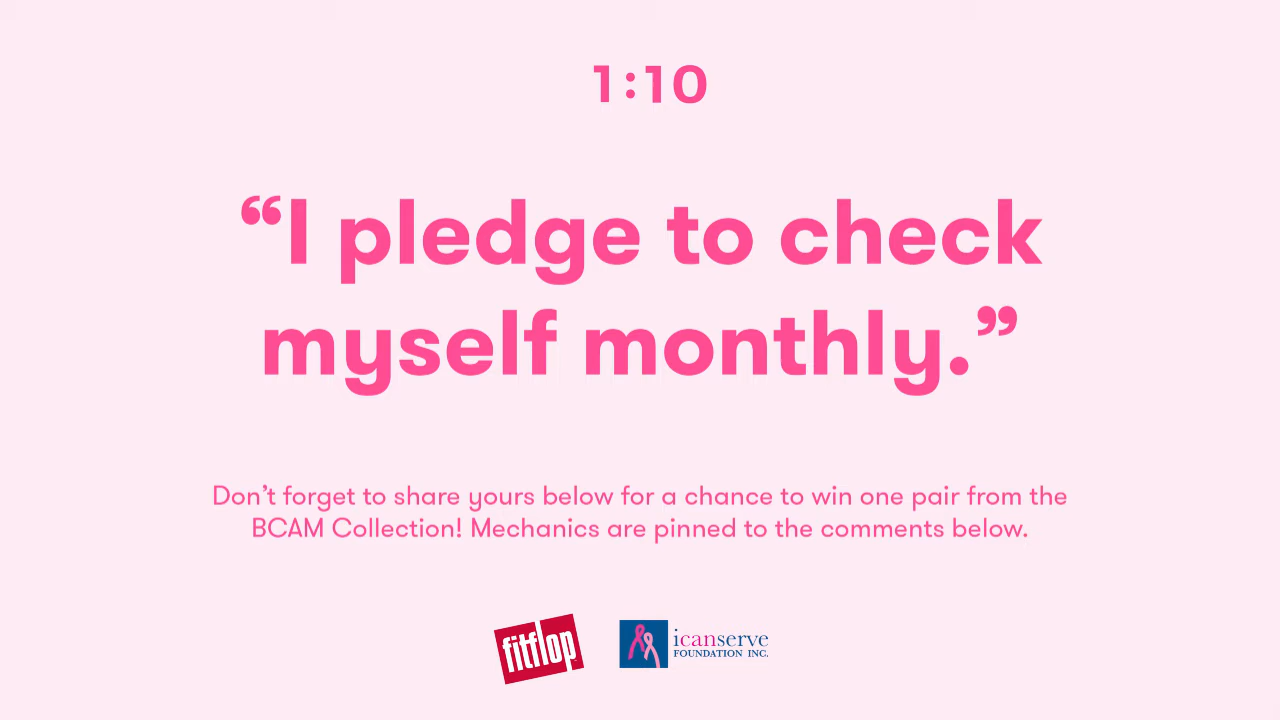 1:10
“I pledge to check
myself monthly.”
Don’t forget to share yours below for a chance to win one pair from the
BCAM Collection! Mechanics are pinned to the comments below.
fitflop
icanserve
FOUNDATION INC.